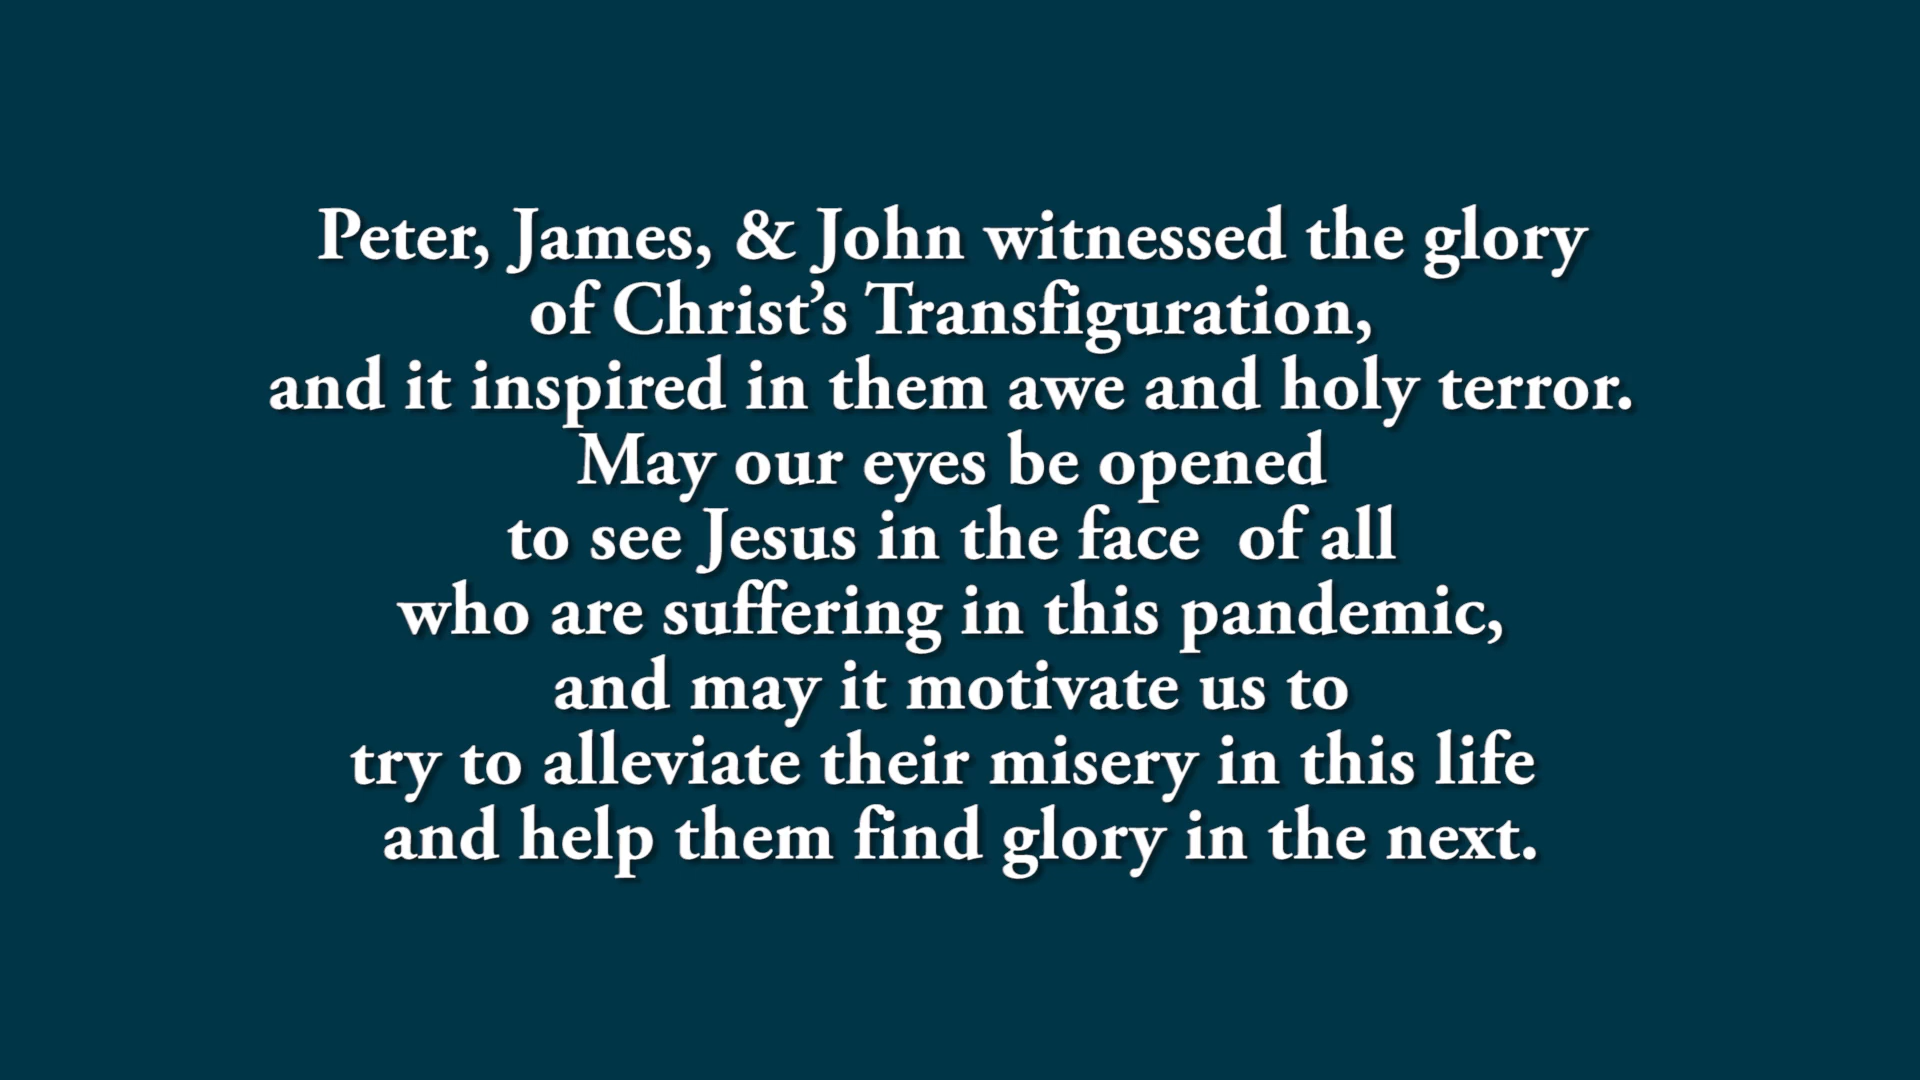 Peter, James, & John witnessed the glory
of Christ’s Transfiguration,
and it inspired in them awe and holy terror.
May our eyes be opened
to see Jesus in the face  of all
who are suffering in this pandemic,
and may it motivate us to
try to alleviate their misery in this life
and help them find glory in the next.